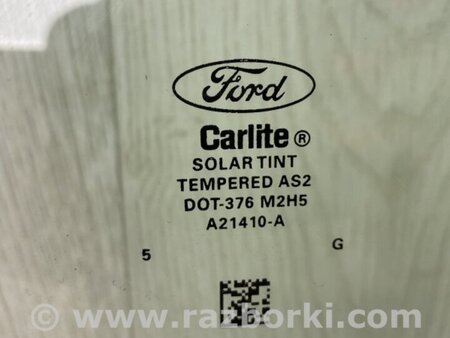 Ford
Carlite®
SOLAR TINT
TEMPERED AS2
DOT-376 M2H5
A21410-A
5 G
© www.razborki.com